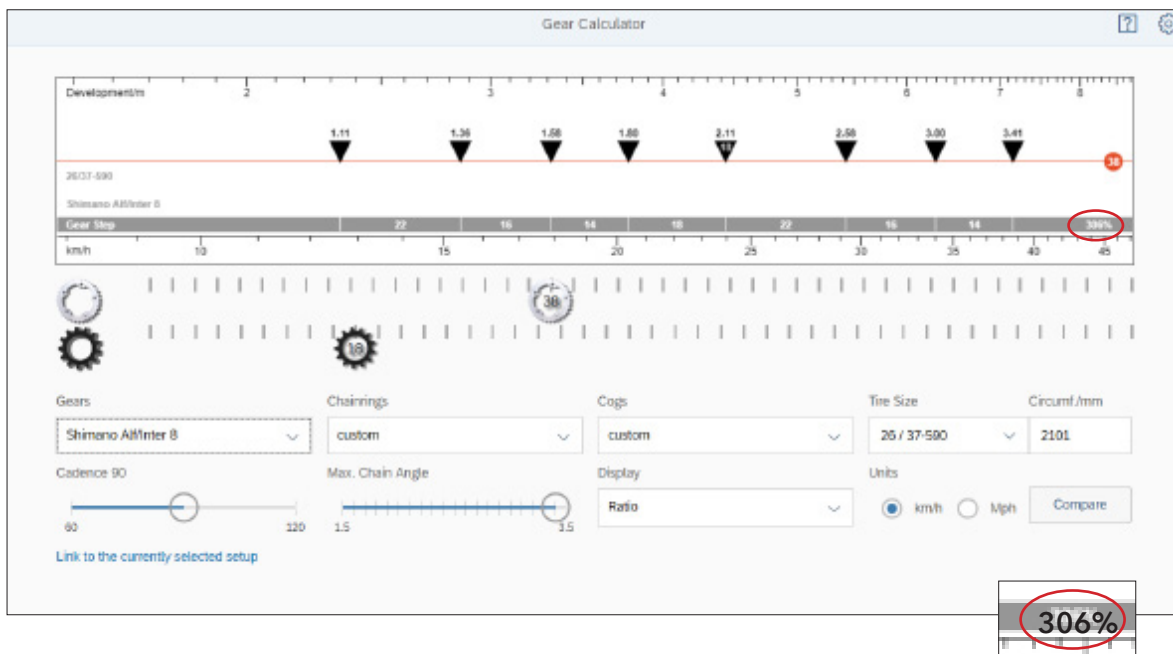 Gear Calculator
Development/m 2 3 4 5 6 7 8
1.11 1.36 1.58 1.80 2.11 2.58 3.00 3.41
18
38
26/37-590
Shimano Alf/Inter 8
Gear Step 22 16 14 18 22 16 14 306%
km/h 10 15 20 25 30 35 40 45
38
18
Gears Chainrings Cogs Tire Size Circumf./mm
Shimano Alf/Inter 8 custom custom 26 / 37-590 2101
Cadence 90 Max. Chain Angle Display Units
Ratio km/h Mph Compare
60 120 1.5 3.5
Link to the currently selected setup
306%